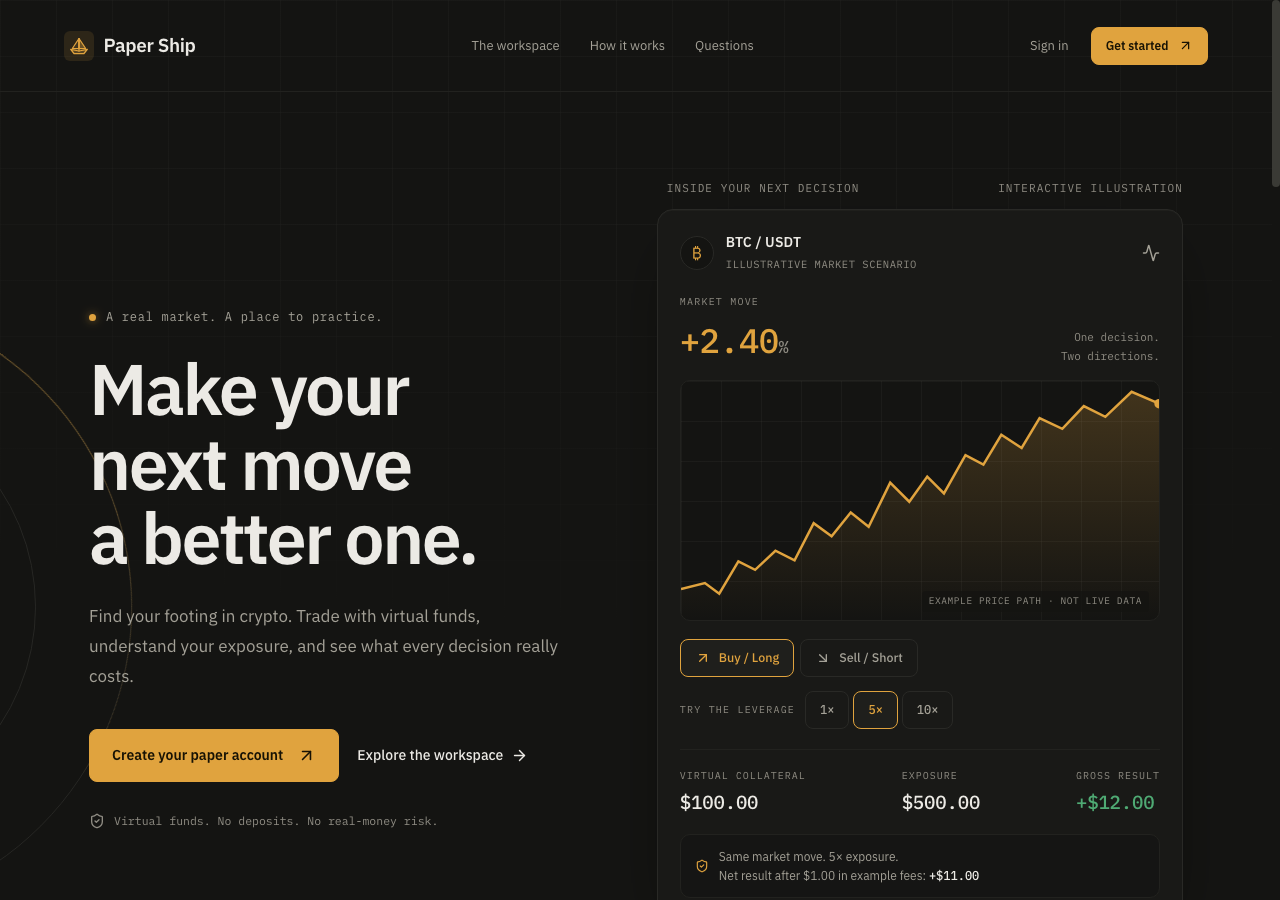 Paper Ship
The workspace
How it works
Questions
Sign in
Get started
A real market. A place to practice.
Make your
next move
a better one.
Find your footing in crypto. Trade with virtual funds,
understand your exposure, and see what every decision really
costs.
Create your paper account
Explore the workspace
Virtual funds. No deposits. No real-money risk.
INSIDE YOUR NEXT DECISION
INTERACTIVE ILLUSTRATION
BTC / USDT
ILLUSTRATIVE MARKET SCENARIO
MARKET MOVE
+2.40%
One decision.
Two directions.
EXAMPLE PRICE PATH · NOT LIVE DATA
Buy / Long
Sell / Short
TRY THE LEVERAGE
1×
5×
10×
VIRTUAL COLLATERAL
$100.00
EXPOSURE
$500.00
GROSS RESULT
+$12.00
Same market move. 5× exposure.
Net result after $1.00 in example fees: +$11.00